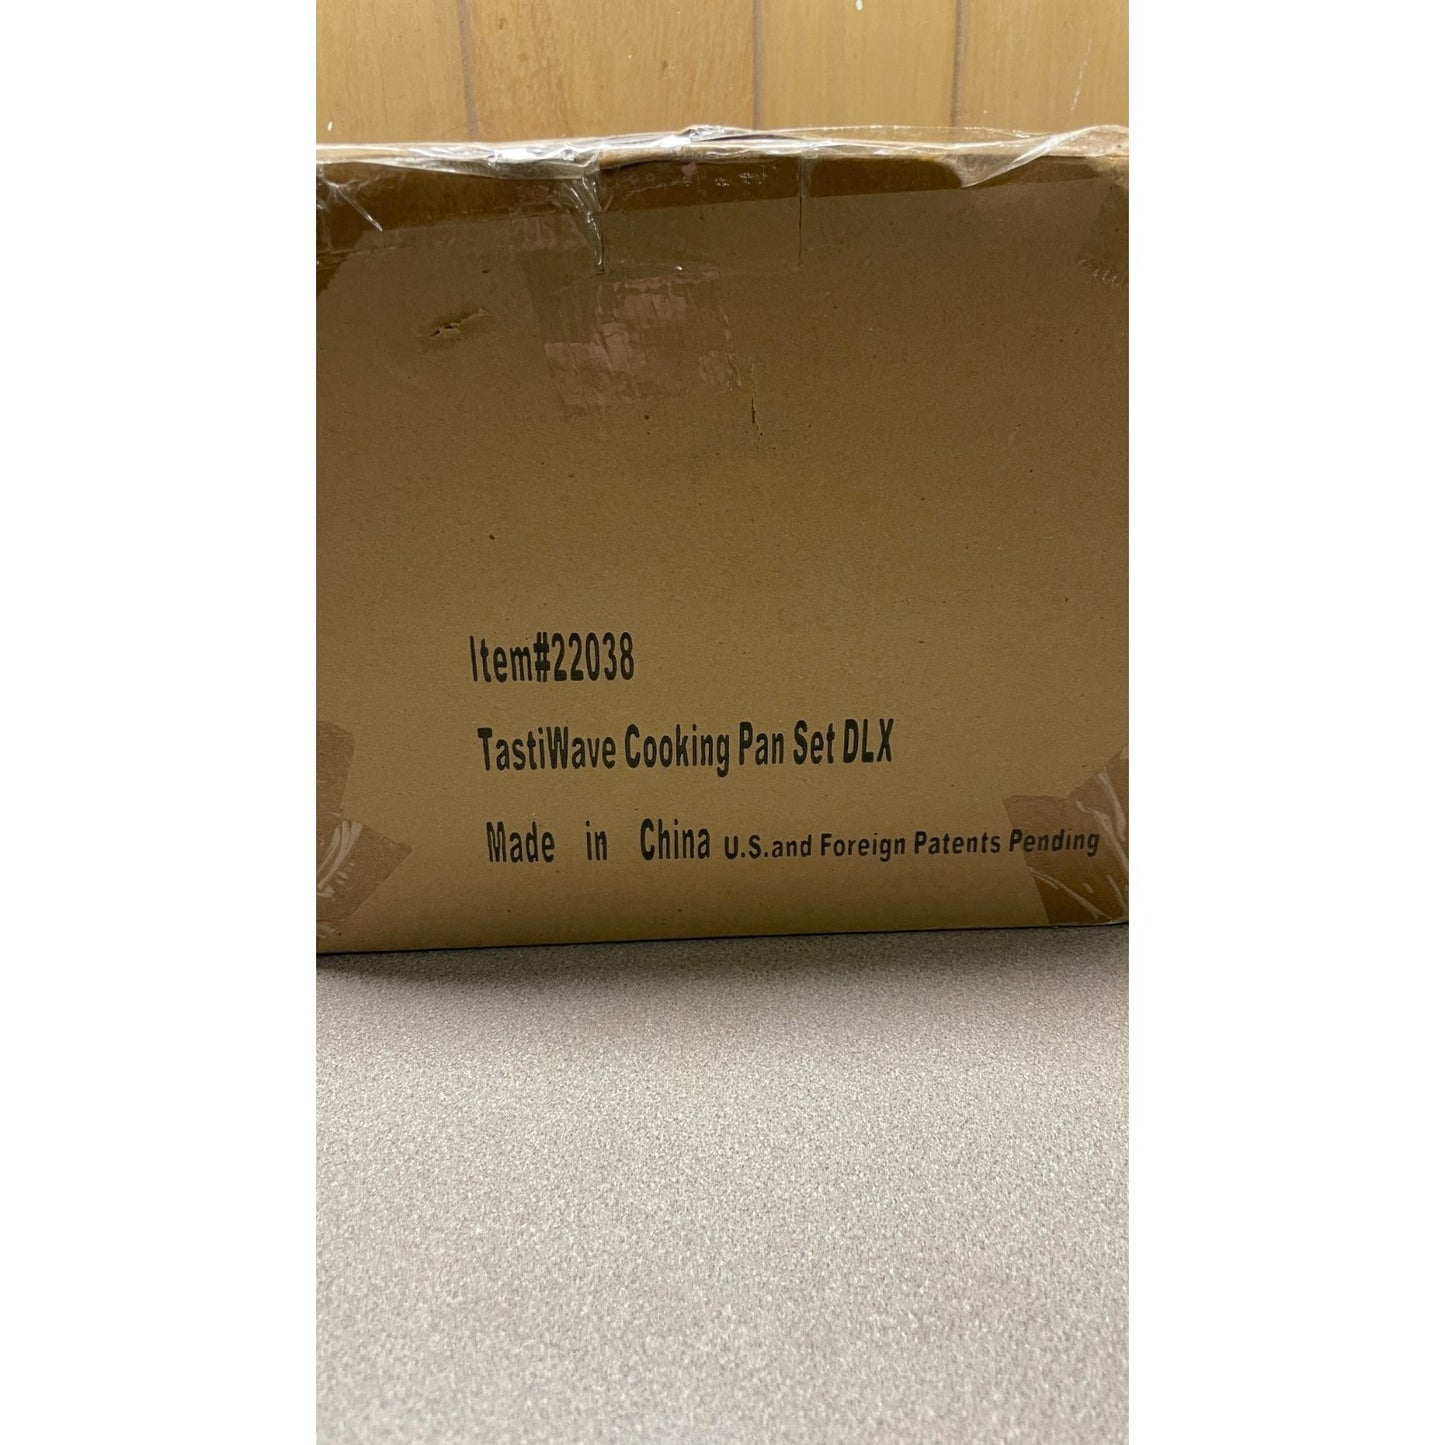 Item#22038
TastiWave Cooking Pan Set DLX
Made in China U.S.and Foreign Patents Pending